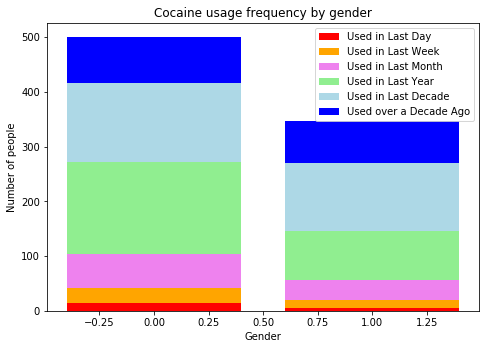 Cocaine usage frequency by gender
Used in Last Day
Used in Last Week
Used in Last Month
Used in Last Year
Used in Last Decade
Used over a Decade Ago
Number of people
500
400
300
200
100
0
−0.25
0.00
0.25
0.50
0.75
1.00
1.25
Gender